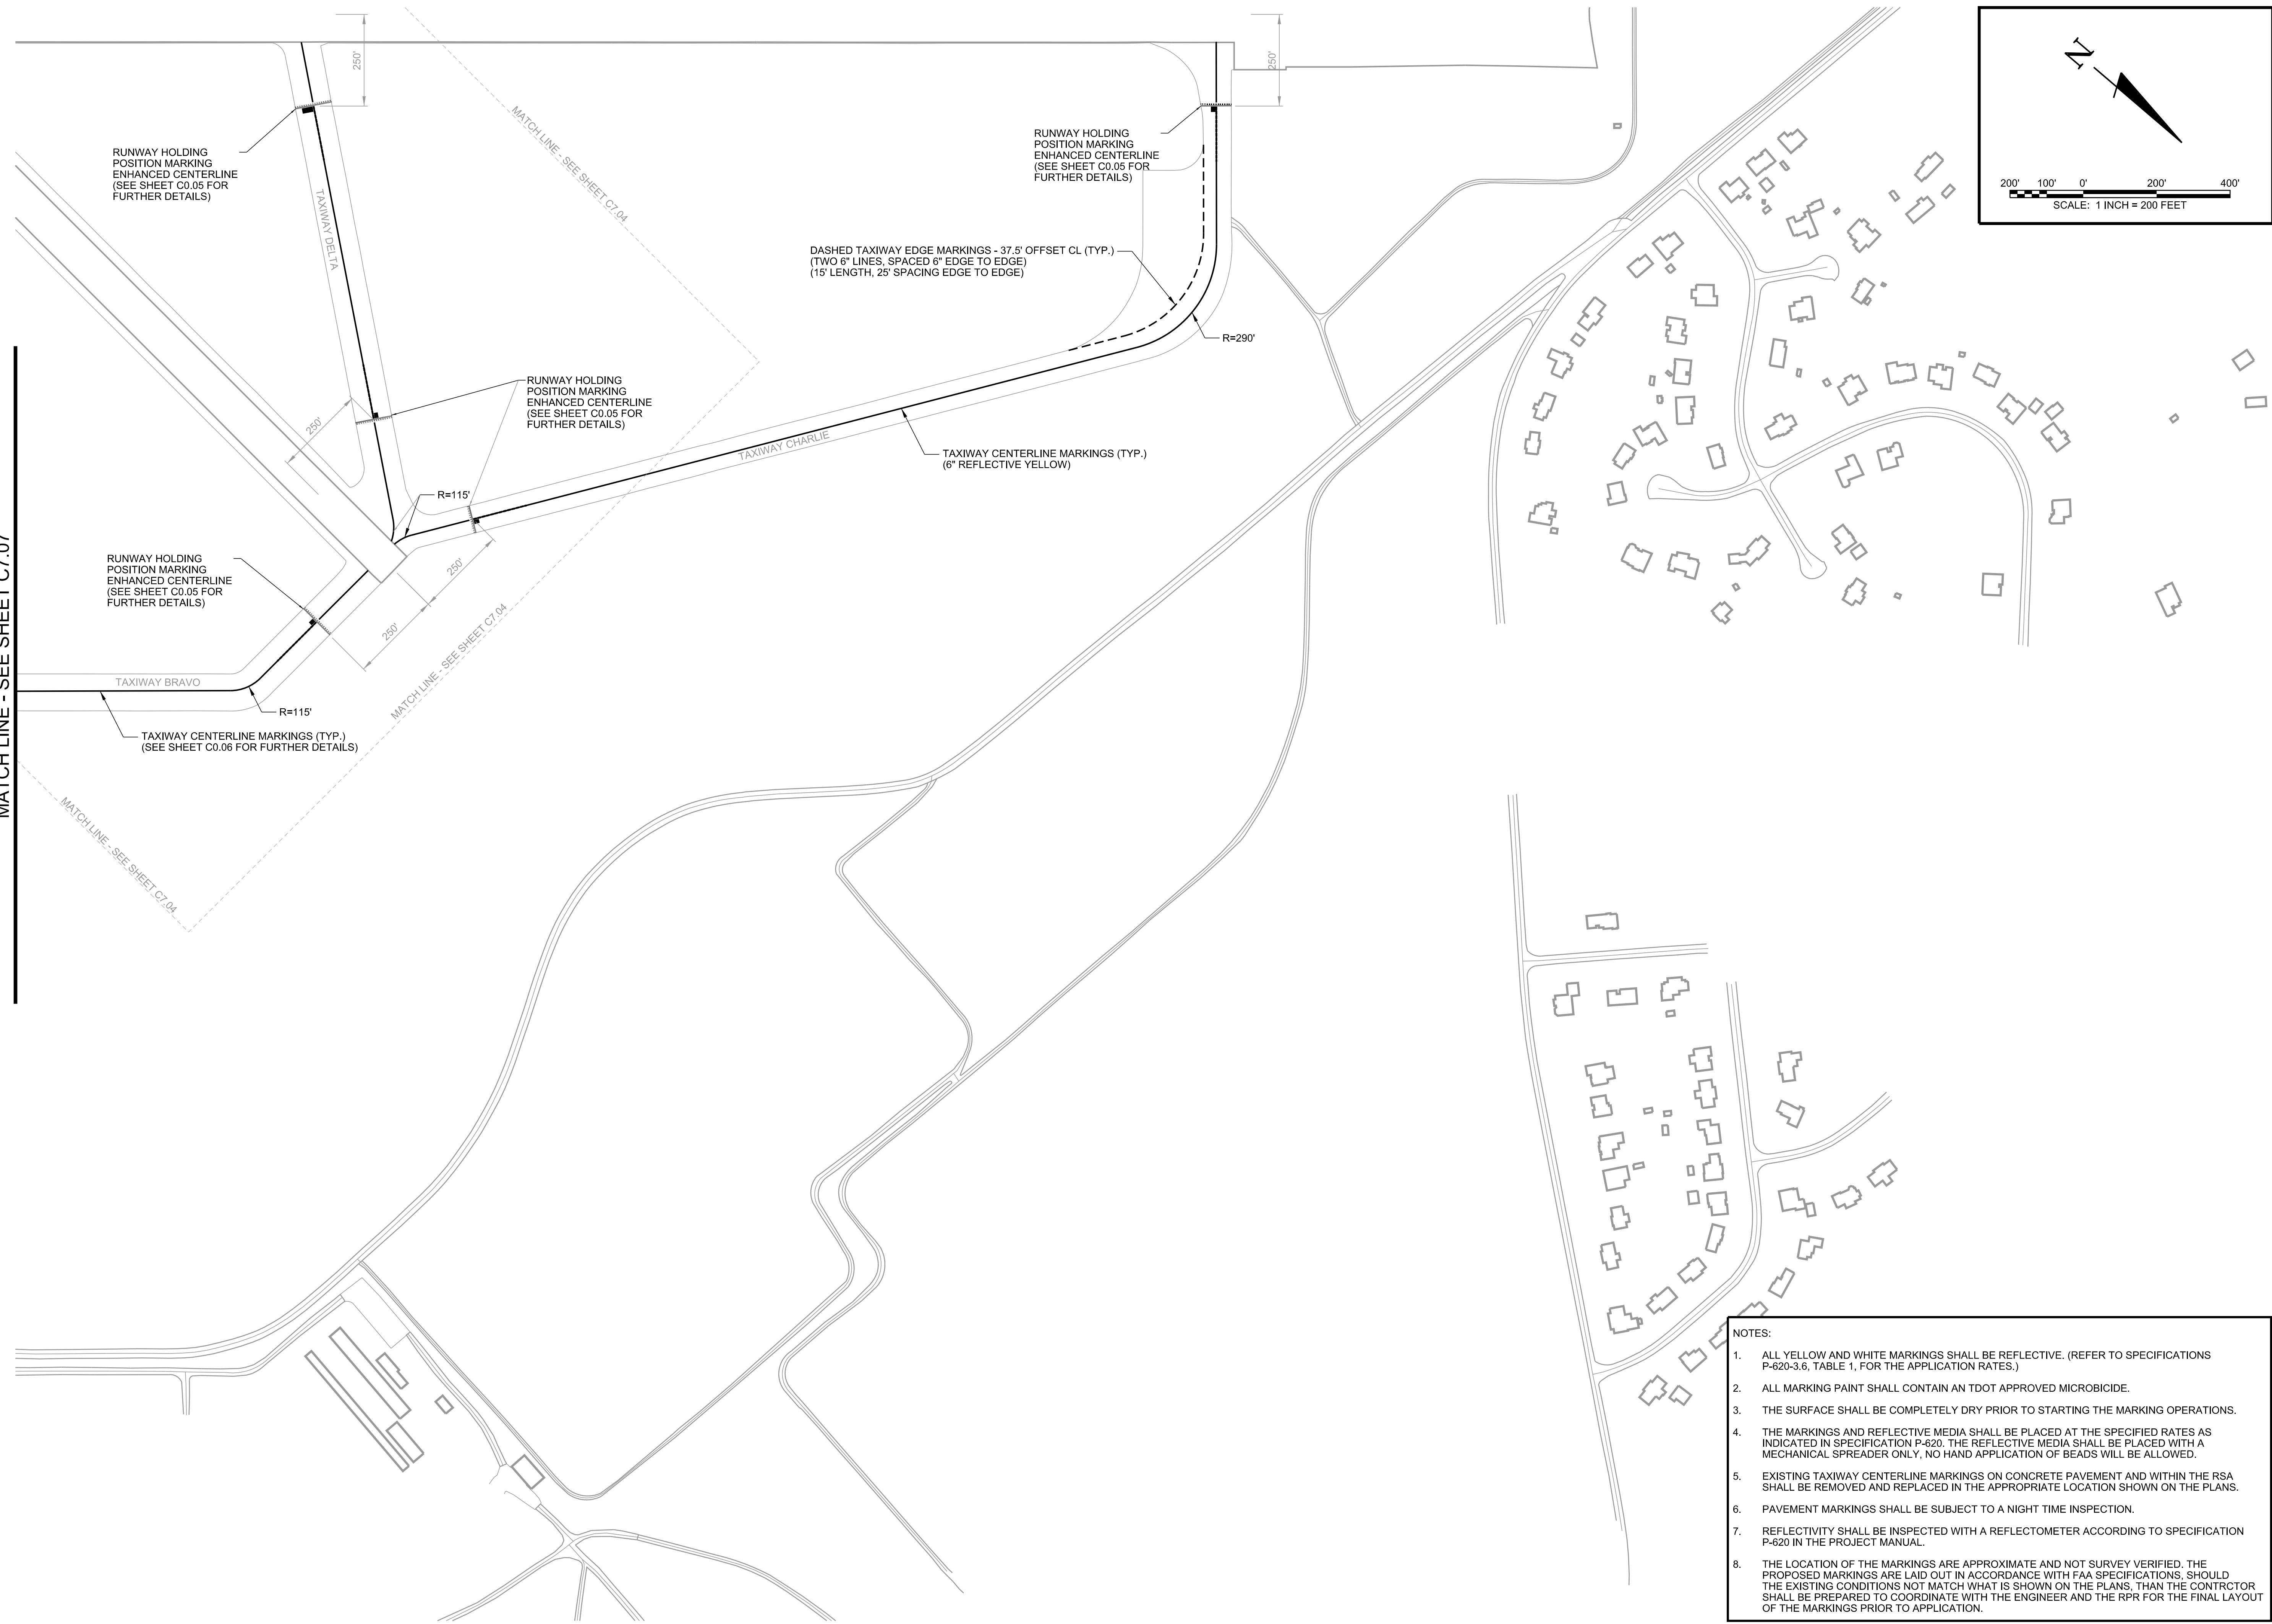 250'
250'
N
200' 100' 0' 200' 400'
SCALE: 1 INCH = 200 FEET
MATCH LINE - SEE SHEET C7.04
RUNWAY HOLDING
POSITION MARKING
ENHANCED CENTERLINE
(SEE SHEET C0.05 FOR
FURTHER DETAILS)
TAXIWAY DELTA
RUNWAY HOLDING
POSITION MARKING
ENHANCED CENTERLINE
(SEE SHEET C0.05 FOR
FURTHER DETAILS)
DASHED TAXIWAY EDGE MARKINGS - 37.5' OFFSET CL (TYP.)
(TWO 6" LINES, SPACED 6" EDGE TO EDGE)
(15' LENGTH, 25' SPACING EDGE TO EDGE)
R=290'
RUNWAY HOLDING
POSITION MARKING
ENHANCED CENTERLINE
(SEE SHEET C0.05 FOR
FURTHER DETAILS)
250'
TAXIWAY CHARLIE
TAXIWAY CENTERLINE MARKINGS (TYP.)
(6" REFLECTIVE YELLOW)
R=115'
MATCH LINE - SEE SHEET C7.07
RUNWAY HOLDING
POSITION MARKING
ENHANCED CENTERLINE
(SEE SHEET C0.05 FOR
FURTHER DETAILS)
250'
250'
MATCH LINE - SEE SHEET C7.04
TAXIWAY BRAVO
R=115'
TAXIWAY CENTERLINE MARKINGS (TYP.)
(SEE SHEET C0.06 FOR FURTHER DETAILS)
MATCH LINE - SEE SHEET C7.04
NOTES:
1. ALL YELLOW AND WHITE MARKINGS SHALL BE REFLECTIVE. (REFER TO SPECIFICATIONS
P-620-3.6, TABLE 1, FOR THE APPLICATION RATES.)
2. ALL MARKING PAINT SHALL CONTAIN AN TDOT APPROVED MICROBICIDE.
3. THE SURFACE SHALL BE COMPLETELY DRY PRIOR TO STARTING THE MARKING OPERATIONS.
4. THE MARKINGS AND REFLECTIVE MEDIA SHALL BE PLACED AT THE SPECIFIED RATES AS
INDICATED IN SPECIFICATION P-620. THE REFLECTIVE MEDIA SHALL BE PLACED WITH A
MECHANICAL SPREADER ONLY, NO HAND APPLICATION OF BEADS WILL BE ALLOWED.
5. EXISTING TAXIWAY CENTERLINE MARKINGS ON CONCRETE PAVEMENT AND WITHIN THE RSA
SHALL BE REMOVED AND REPLACED IN THE APPROPRIATE LOCATION SHOWN ON THE PLANS.
6. PAVEMENT MARKINGS SHALL BE SUBJECT TO A NIGHT TIME INSPECTION.
7. REFLECTIVITY SHALL BE INSPECTED WITH A REFLECTOMETER ACCORDING TO SPECIFICATION
P-620 IN THE PROJECT MANUAL.
8. THE LOCATION OF THE MARKINGS ARE APPROXIMATE AND NOT SURVEY VERIFIED. THE
PROPOSED MARKINGS ARE LAID OUT IN ACCORDANCE WITH FAA SPECIFICATIONS, SHOULD
THE EXISTING CONDITIONS NOT MATCH WHAT IS SHOWN ON THE PLANS, THAN THE CONTRCTOR
SHALL BE PREPARED TO COORDINATE WITH THE ENGINEER AND THE RPR FOR THE FINAL LAYOUT
OF THE MARKINGS PRIOR TO APPLICATION.